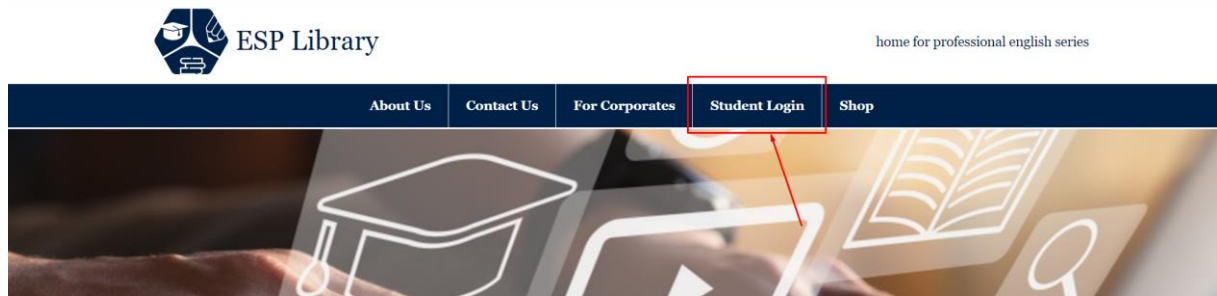 ESP Library
home for professional english series
About Us
Contact Us
For Corporates
Student Login
Shop